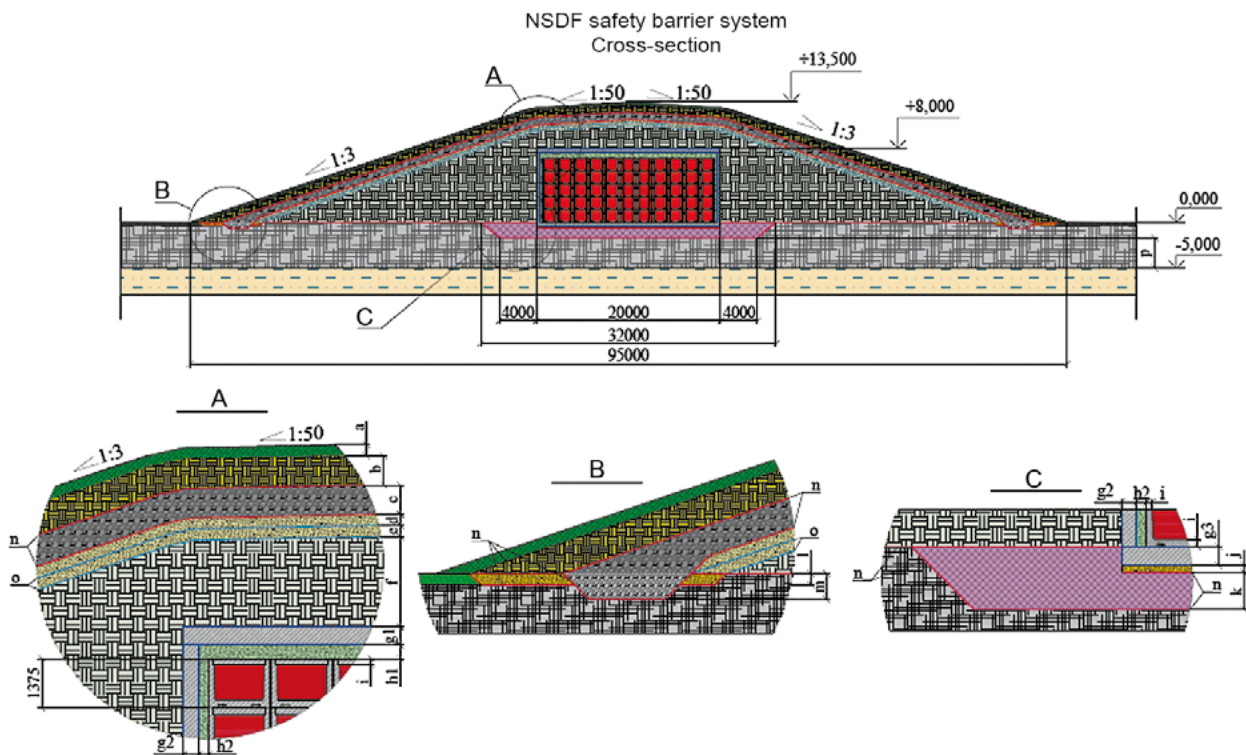 NSDF safety barrier system
Cross-section
+13,500
A
1:50 1:50
+8,000
1:3 1:3
B
0,000
p
-5,000
C
4000 20000 4000
32000
95000
A
1:3
1:50
a
b
c
d
e
f
g1
h1
i
n
o
1375
g2 h2
B
n
n
o
l
m
C
g2 h2 i
i
g3
j
k
n
n